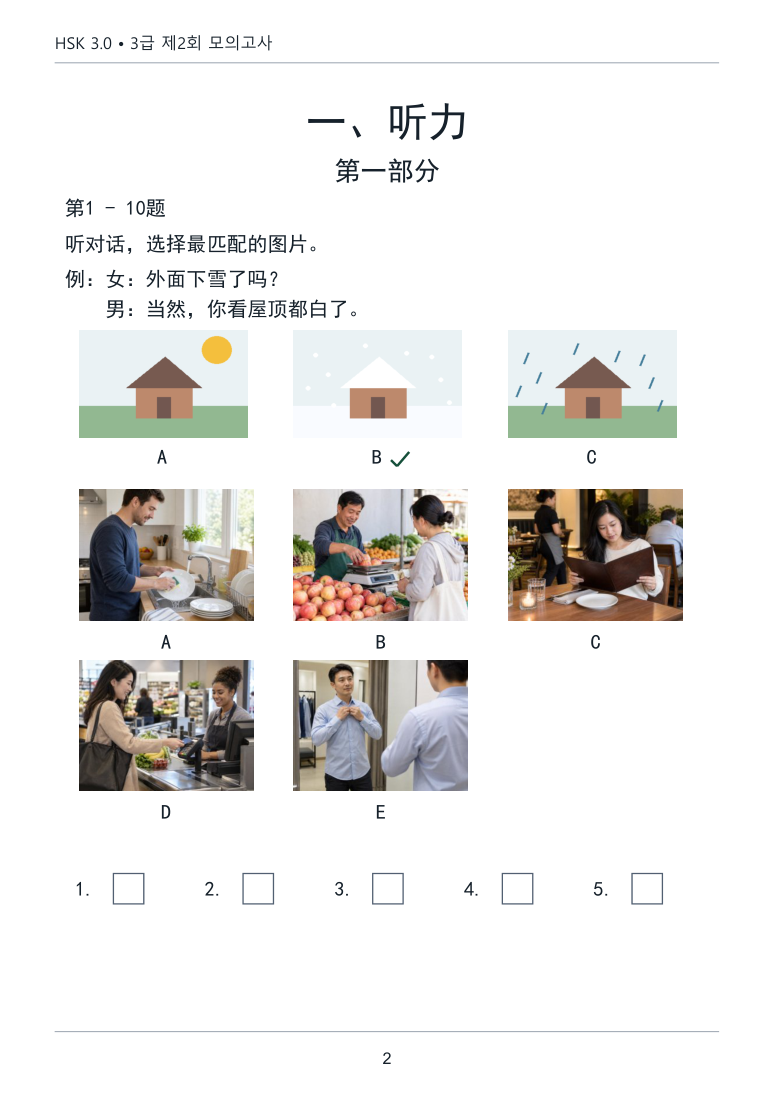 HSK 3.0 • 3급 제2회 모의고사
一、听力
第一部分
第1 - 10题
听对话，选择最匹配的图片。
例：女：外面下雪了吗？
男：当然，你看屋顶都白了。
A B C
A B C
D E
1. 2. 3. 4. 5.
2